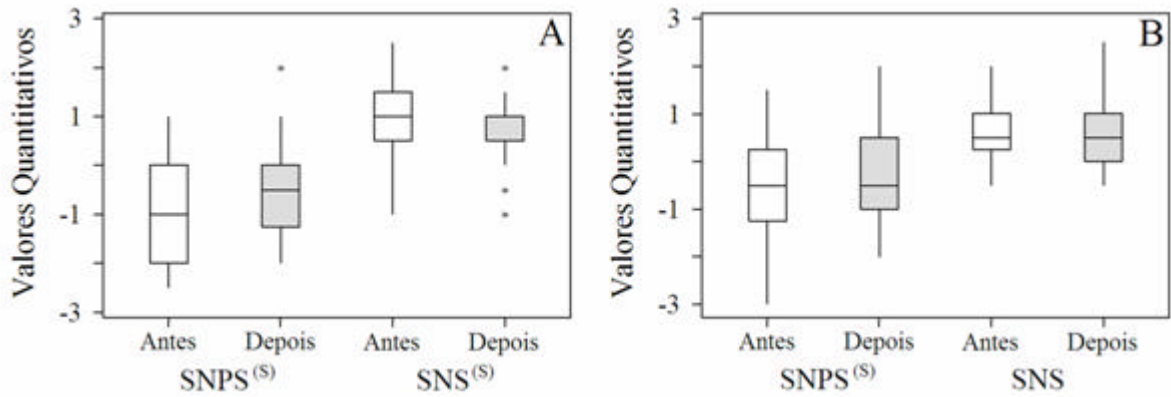 A
Valores Quantitativos
3
1
-1
-3
Antes Depois Antes Depois
SNPS (S) SNS (S)
B
Valores Quantitativos
3
1
-1
-3
Antes Depois Antes Depois
SNPS (S) SNS